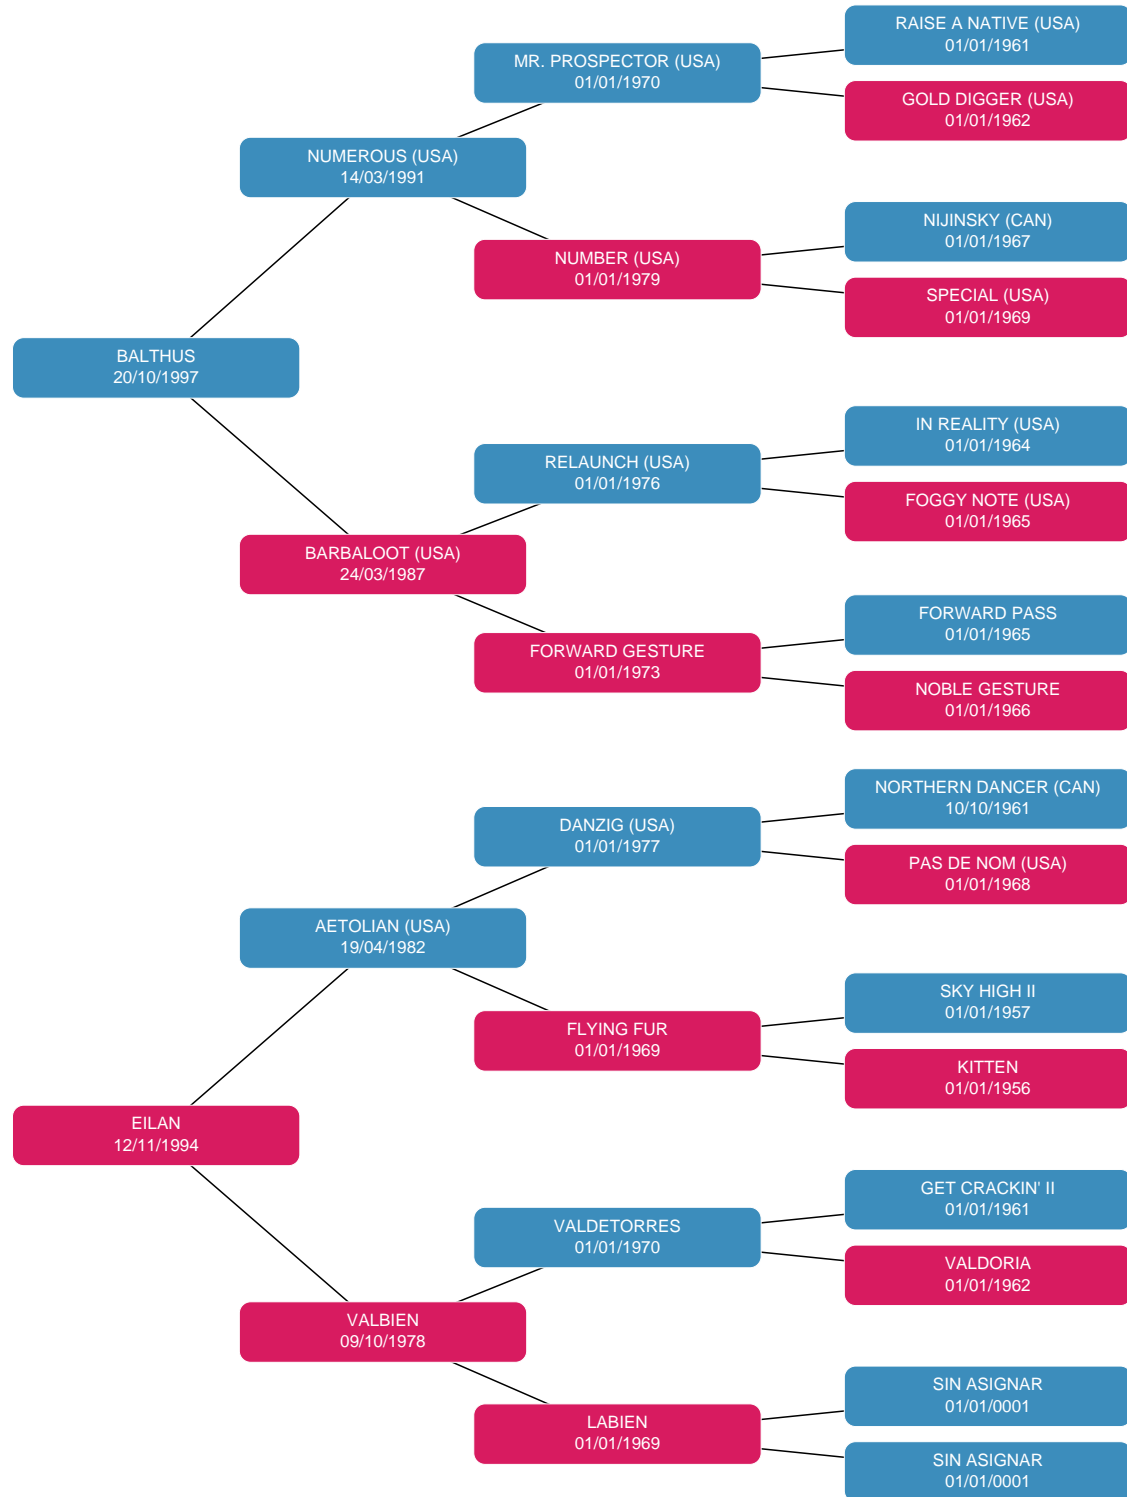 RAISE A NATIVE (USA)
01/01/1961
MR. PROSPECTOR (USA)
01/01/1970
GOLD DIGGER (USA)
01/01/1962
NUMEROUS (USA)
14/03/1991
NIJINSKY (CAN)
01/01/1967
NUMBER (USA)
01/01/1979
SPECIAL (USA)
01/01/1969
BALTHUS
20/10/1997
IN REALITY (USA)
01/01/1964
RELAUNCH (USA)
01/01/1976
FOGGY NOTE (USA)
01/01/1965
BARBALOOT (USA)
24/03/1987
FORWARD PASS
01/01/1965
FORWARD GESTURE
01/01/1973
NOBLE GESTURE
01/01/1966
NORTHERN DANCER (CAN)
10/10/1961
DANZIG (USA)
01/01/1977
PAS DE NOM (USA)
01/01/1968
AETOLIAN (USA)
19/04/1982
SKY HIGH II
01/01/1957
FLYING FUR
01/01/1969
KITTEN
01/01/1956
EILAN
12/11/1994
GET CRACKIN' II
01/01/1961
VALDETORRES
01/01/1970
VALDORIA
01/01/1962
VALBIEN
09/10/1978
SIN ASIGNAR
01/01/0001
LABIEN
01/01/1969
SIN ASIGNAR
01/01/0001